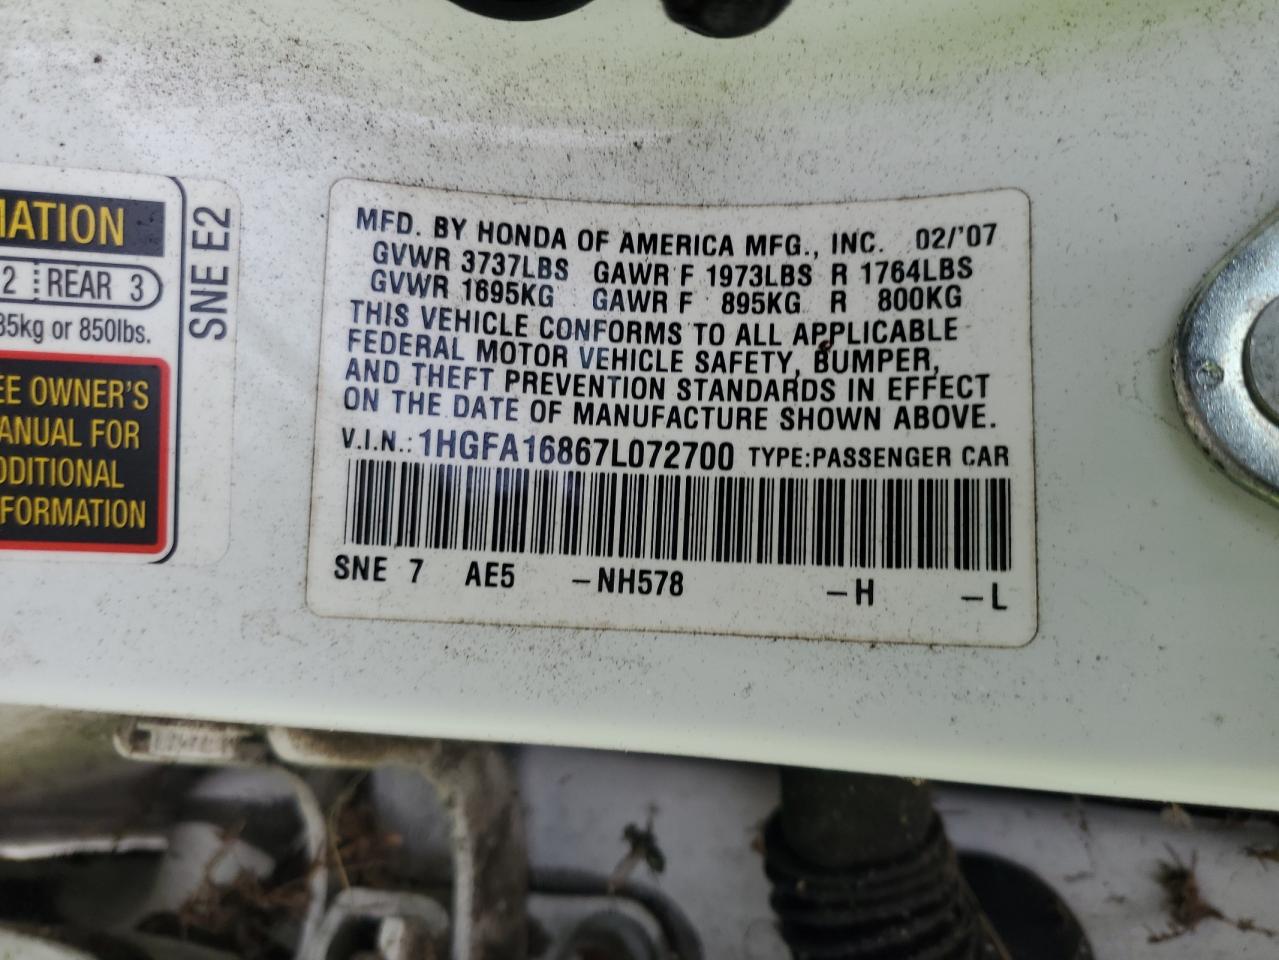 MATION
2 REAR 3
85kg or 850lbs.
EE OWNER'S
ANUAL FOR
DDITIONAL
FORMATION
SNE E2
MFD. BY HONDA OF AMERICA MFG., INC. 02/'07
GVWR 3737LBS GAWR F 1973LBS R 1764LBS
GVWR 1695KG GAWR F 895KG R 800KG
THIS VEHICLE CONFORMS TO ALL APPLICABLE
FEDERAL MOTOR VEHICLE SAFETY, BUMPER,
AND THEFT PREVENTION STANDARDS IN EFFECT
ON THE DATE OF MANUFACTURE SHOWN ABOVE.
V.I.N.: 1HGFA16867L072700 TYPE:PASSENGER CAR
SNE 7 AE5 -NH578 -H -L